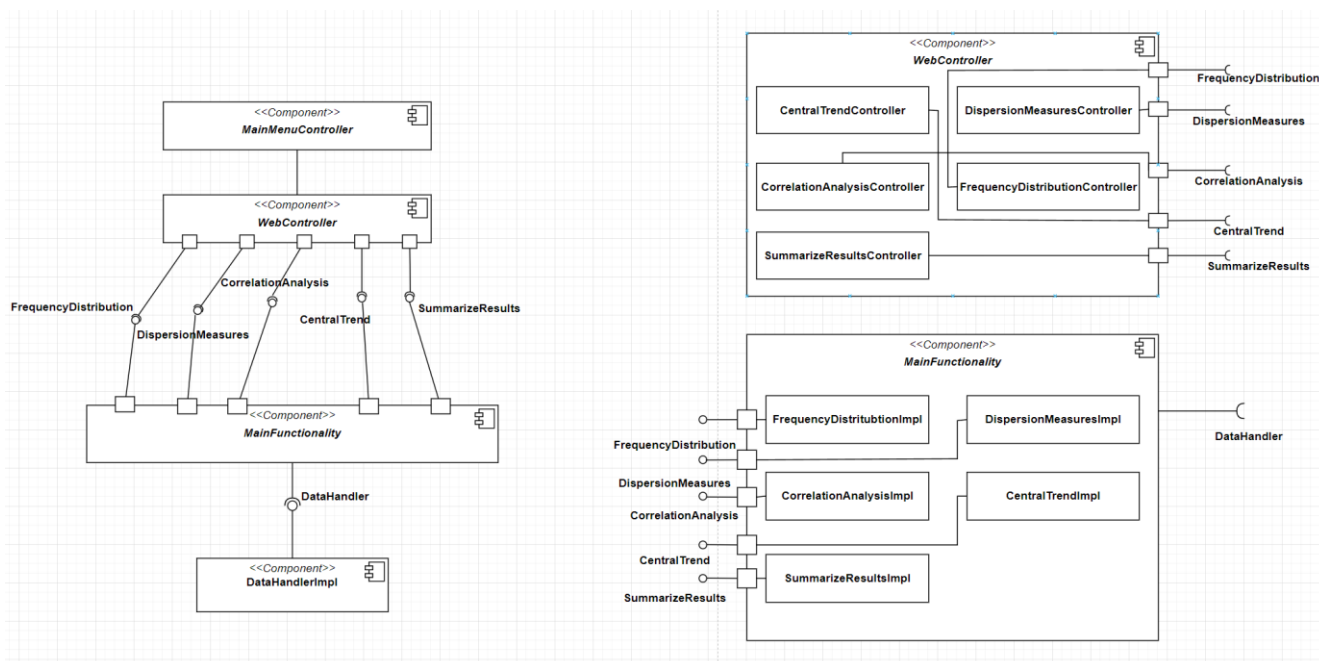 <<Component>>
MainMenuController
<<Component>>
WebController
CorrelationAnalysis
FrequencyDistribution
SummarizeResults
CentralTrend
DispersionMeasures
<<Component>>
MainFunctionality
DataHandler
<<Component>>
DataHandlerImpl
<<Component>>
WebController
FrequencyDistribution
CentralTrendController
DispersionMeasuresController
DispersionMeasures
CorrelationAnalysisController
FrequencyDistributionController
CorrelationAnalysis
CentralTrend
SummarizeResultsController
SummarizeResults
<<Component>>
MainFunctionality
FrequencyDistritubtionImpl
DispersionMeasuresImpl
DataHandler
FrequencyDistribution
DispersionMeasures
CorrelationAnalysisImpl
CentralTrendImpl
CorrelationAnalysis
CentralTrend
SummarizeResultsImpl
SummarizeResults